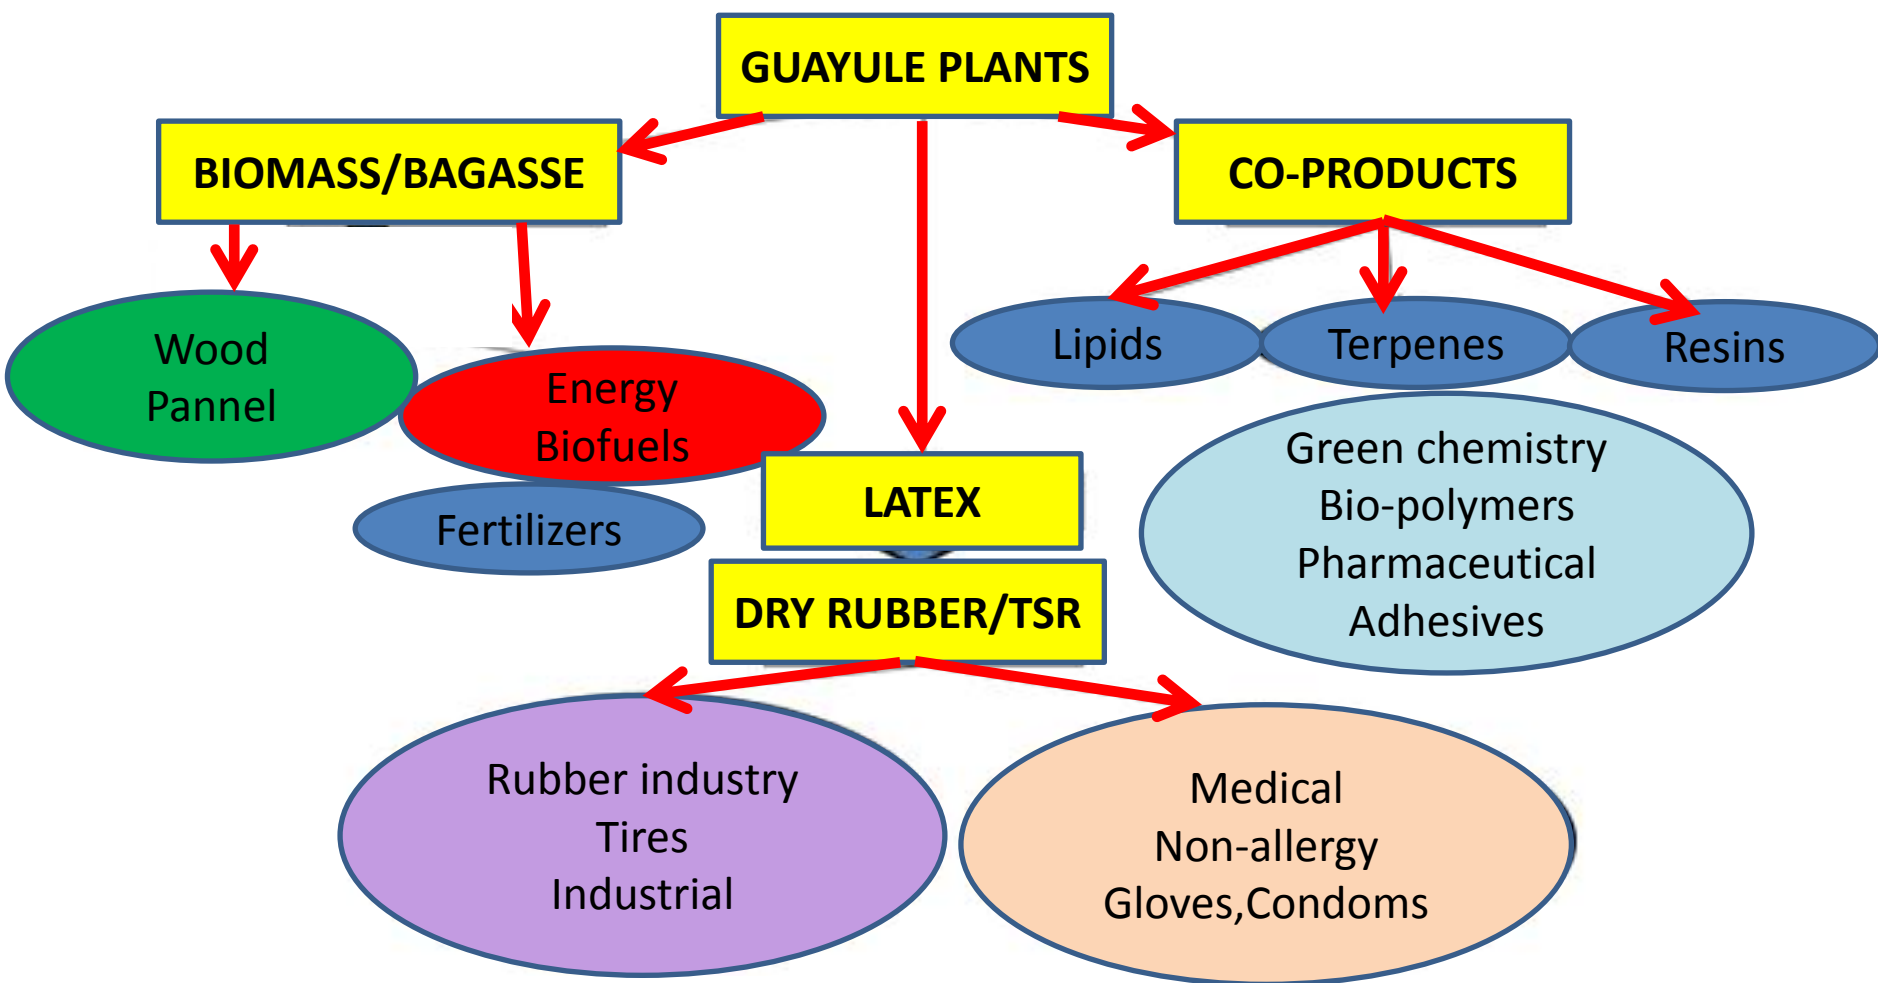 GUAYULE PLANTS
BIOMASS/BAGASSE
CO-PRODUCTS
Wood
Pannel
Energy
Biofuels
Fertilizers
Lipids
Terpenes
Resins
Green chemistry
Bio-polymers
Pharmaceutical
Adhesives
LATEX
DRY RUBBER/TSR
Rubber industry
Tires
Industrial
Medical
Non-allergy
Gloves,Condoms